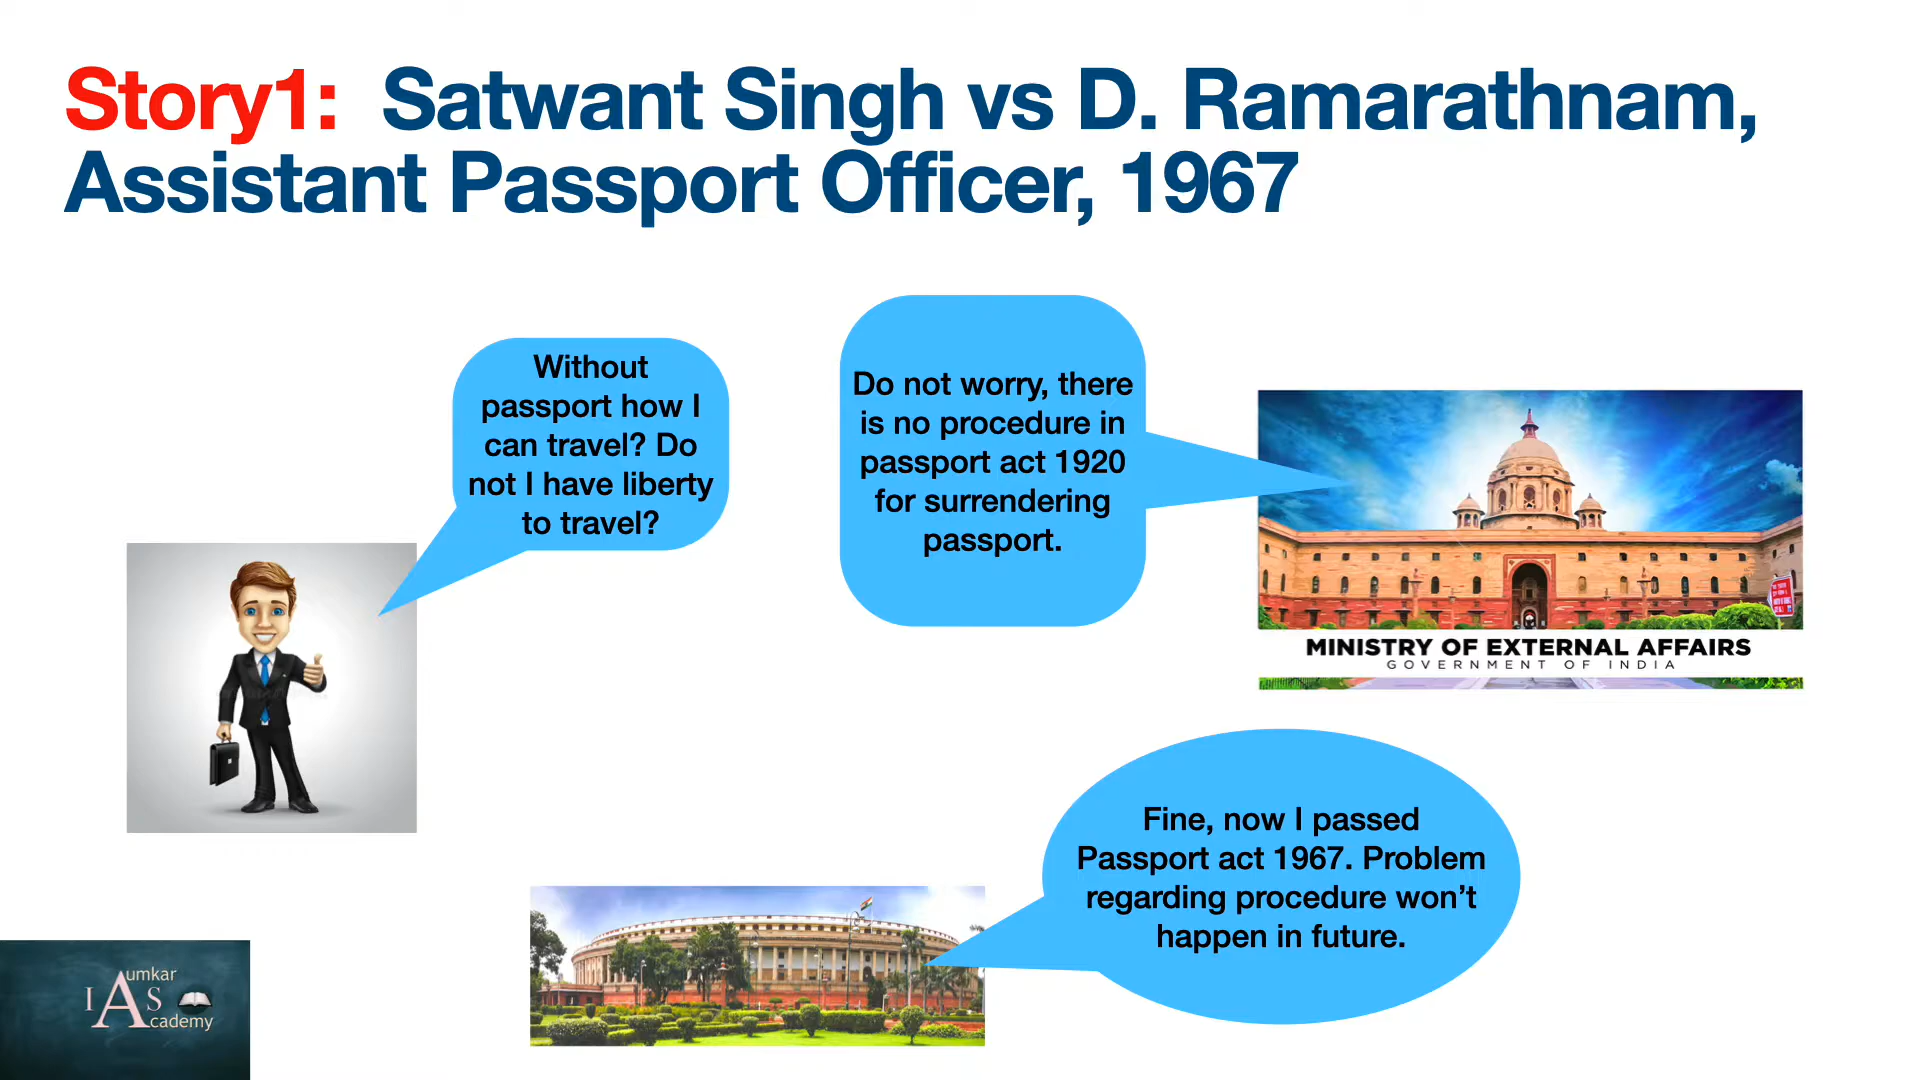 Story1: Satwant Singh vs D. Ramarathnam,
Assistant Passport Officer, 1967
Without
passport how I
can travel? Do
not I have liberty
to travel?
Do not worry, there
is no procedure in
passport act 1920
for surrendering
passport.
MINISTRY OF EXTERNAL AFFAIRS
GOVERNMENT OF INDIA
Fine, now I passed
Passport act 1967. Problem
regarding procedure won't
happen in future.
Aumkar
IAS
Academy